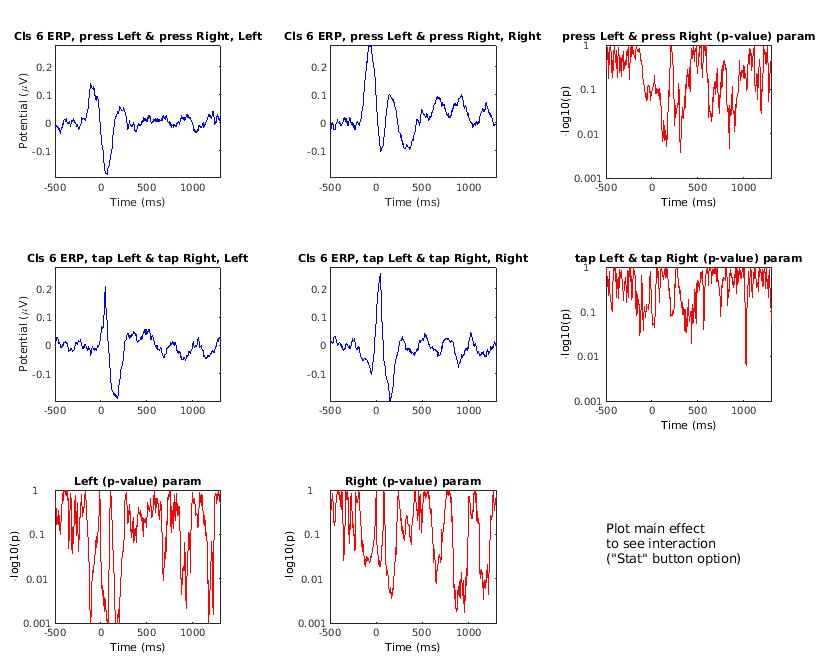 Cls 6 ERP, press Left & press Right, Left
Cls 6 ERP, press Left & press Right, Right
press Left & press Right (p-value) param
Potential (μV)
0.2
0.1
0
-0.1
-500
0
500
1000
Time (ms)
0.2
0.1
0
-0.1
-500
0
500
1000
Time (ms)
-log10(p)
1
0.1
0.01
0.001
-500
0
500
1000
Time (ms)
Cls 6 ERP, tap Left & tap Right, Left
Cls 6 ERP, tap Left & tap Right, Right
tap Left & tap Right (p-value) param
Potential (μV)
0.2
0.1
0
-0.1
-500
0
500
1000
Time (ms)
0.2
0.1
0
-0.1
-500
0
500
1000
Time (ms)
-log10(p)
1
0.1
0.01
0.001
-500
0
500
1000
Time (ms)
Left (p-value) param
Right (p-value) param
-log10(p)
1
0.1
0.01
0.001
-500
0
500
1000
Time (ms)
-log10(p)
1
0.1
0.01
0.001
-500
0
500
1000
Time (ms)
Plot main effect
to see interaction
("Stat" button option)